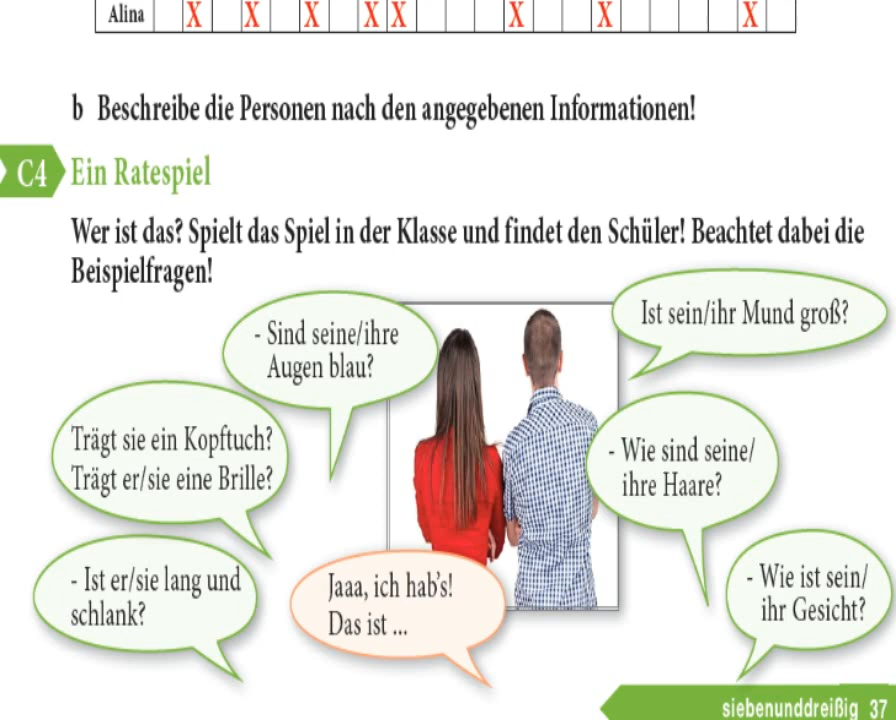 Alina X X X X X X X X
b Beschreibe die Personen nach den angegebenen Informationen!
C4 Ein Ratespiel
Wer ist das? Spielt das Spiel in der Klasse und findet den Schüler! Beachtet dabei die
Beispielfragen!
- Sind seine/ihre
Augen blau?
Ist sein/ihr Mund groß?
Trägt sie ein Kopftuch?
Trägt er/sie eine Brille?
- Wie sind seine/
ihre Haare?
- Ist er/sie lang und
schlank?
Jaaa, ich hab's!
Das ist ...
- Wie ist sein/
ihr Gesicht?
siebenunddreißig 37